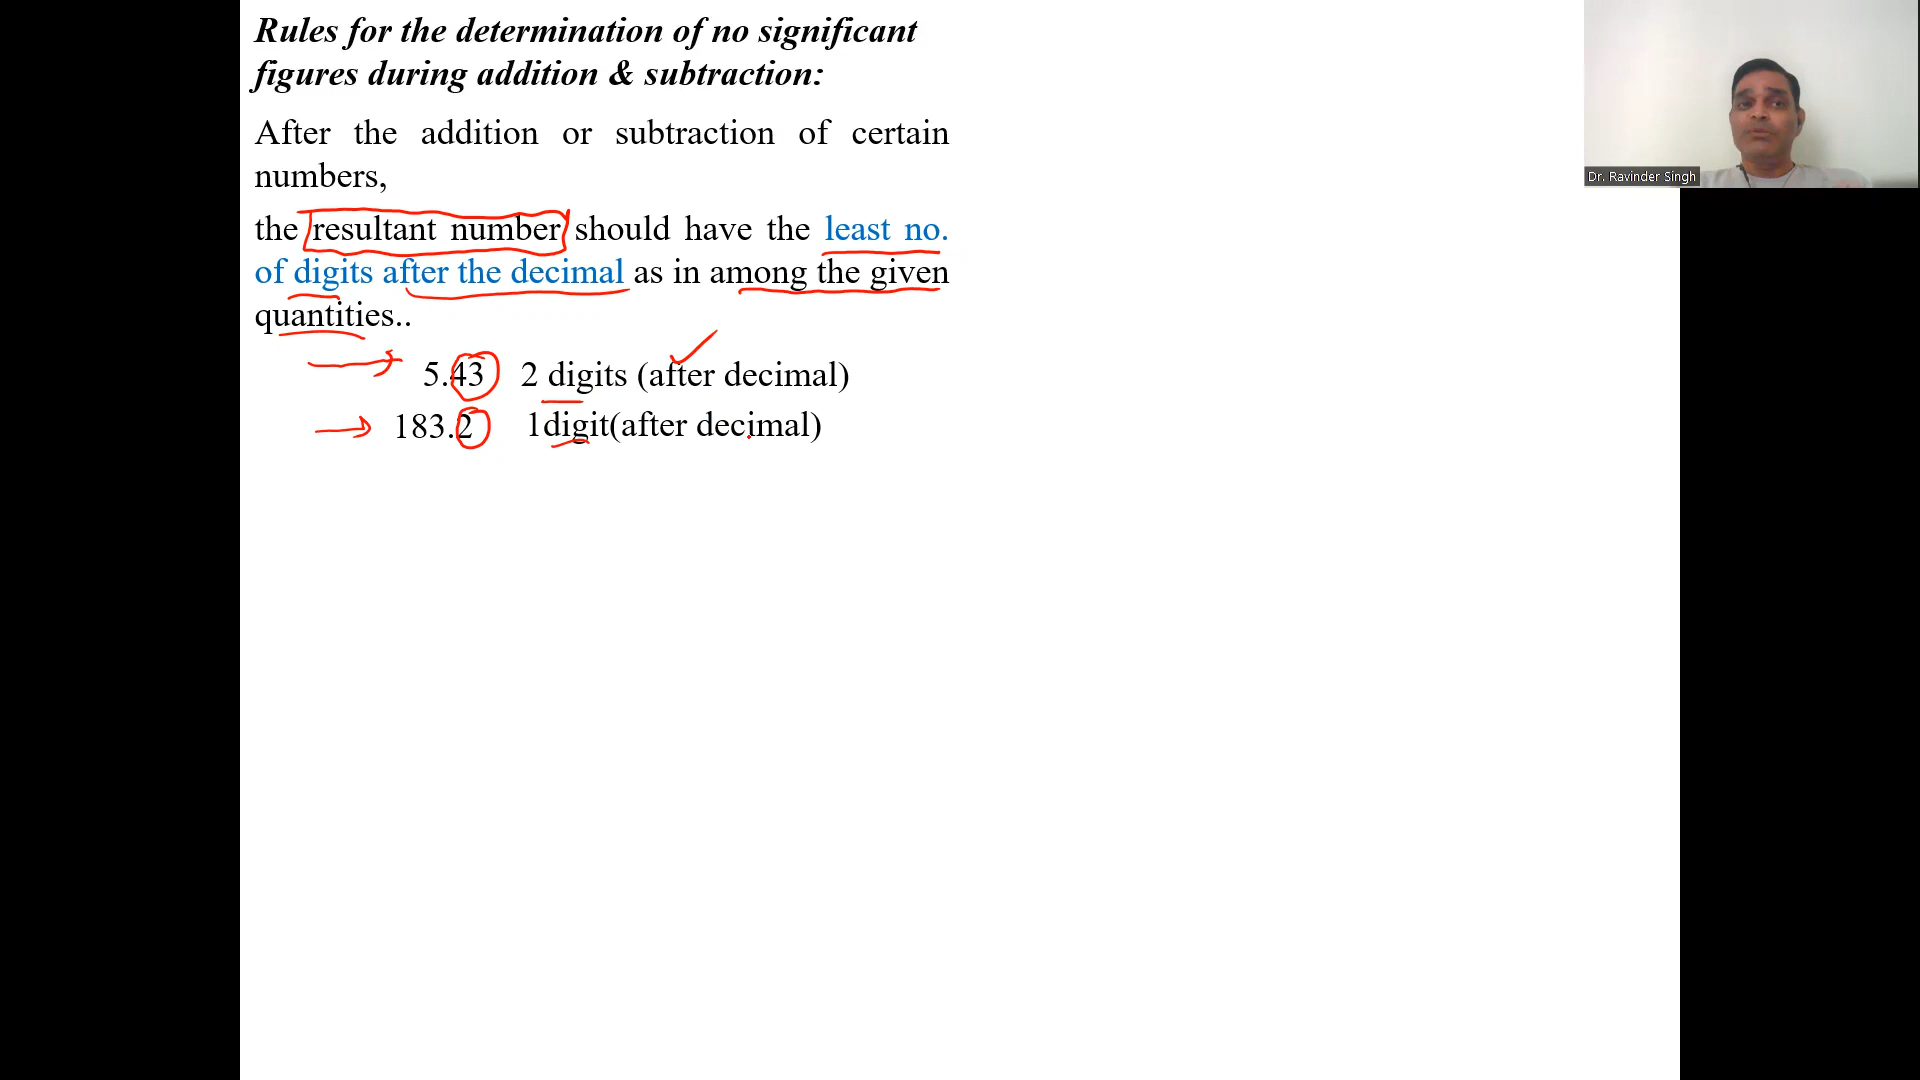 Rules for the determination of no significant
figures during addition & subtraction:
After the addition or subtraction of certain
numbers,
the resultant number should have the least no.
of digits after the decimal as in among the given
quantities..
5.43 2 digits (after decimal)
183.2 1digit(after decimal)
Dr. Ravinder Singh